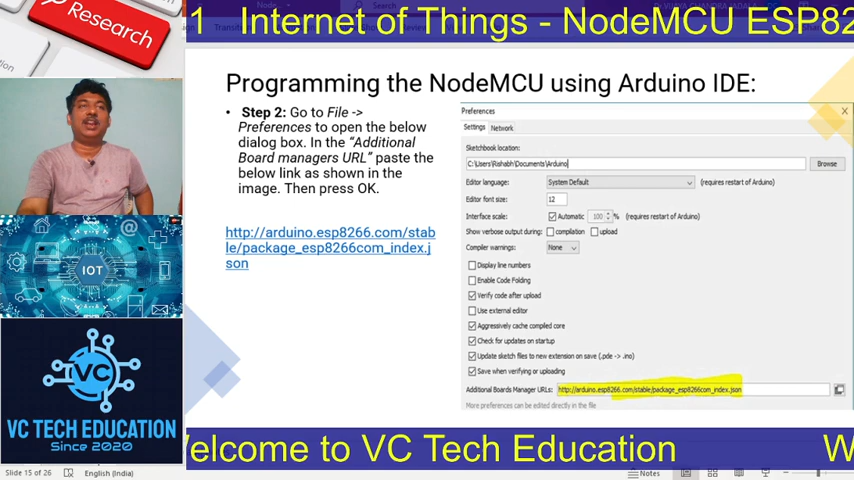 1 Internet of Things - NodeMCU ESP82
Research
Programming the NodeMCU using Arduino IDE:
• Step 2: Go to File ->
Preferences to open the below
dialog box. In the “Additional
Board managers URL” paste the
below link as shown in the
image. Then press OK.
http://arduino.esp8266.com/stab
le/package_esp8266com_index.j
son
Preferences
X
Settings
Network
Sketchbook location:
C:\Users\Rishabh\Documents\Arduino
Browse
Editor language:
System Default
(requires restart of Arduino)
Editor font size:
12
Interface scale:
Automatic
100
%
(requires restart of Arduino)
Show verbose output during:
compilation
upload
Compiler warnings:
None
Display line numbers
Enable Code Folding
Verify code after upload
Use external editor
Aggressively cache compiled core
Check for updates on startup
Update sketch files to new extension on save (.pde -> .ino)
Save when verifying or uploading
Additional Boards Manager URLs:
http://arduino.esp8266.com/stable/package_esp8266com_index.json
More preferences can be edited directly in the file
IOT
VC
VC TECH EDUCATION
Since 2020
Welcome to VC Tech Education
W
Slide 15 of 26
English (India)
Notes